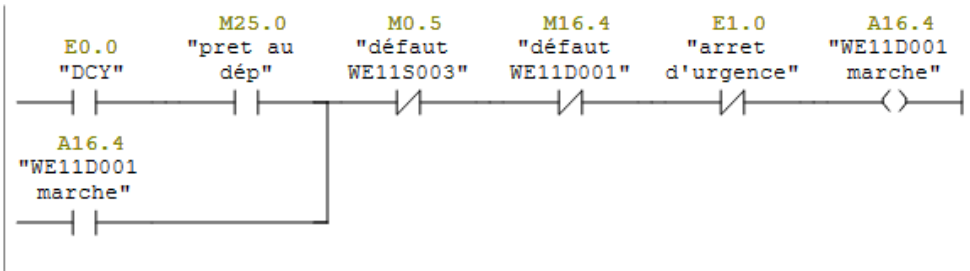 E0.0
"DCY"
M25.0
"pret au
dép"
M0.5
"défaut
WE11S003"
M16.4
"défaut
WE11D001"
E1.0
"arret
d'urgence"
A16.4
"WE11D001
marche"
A16.4
"WE11D001
marche"